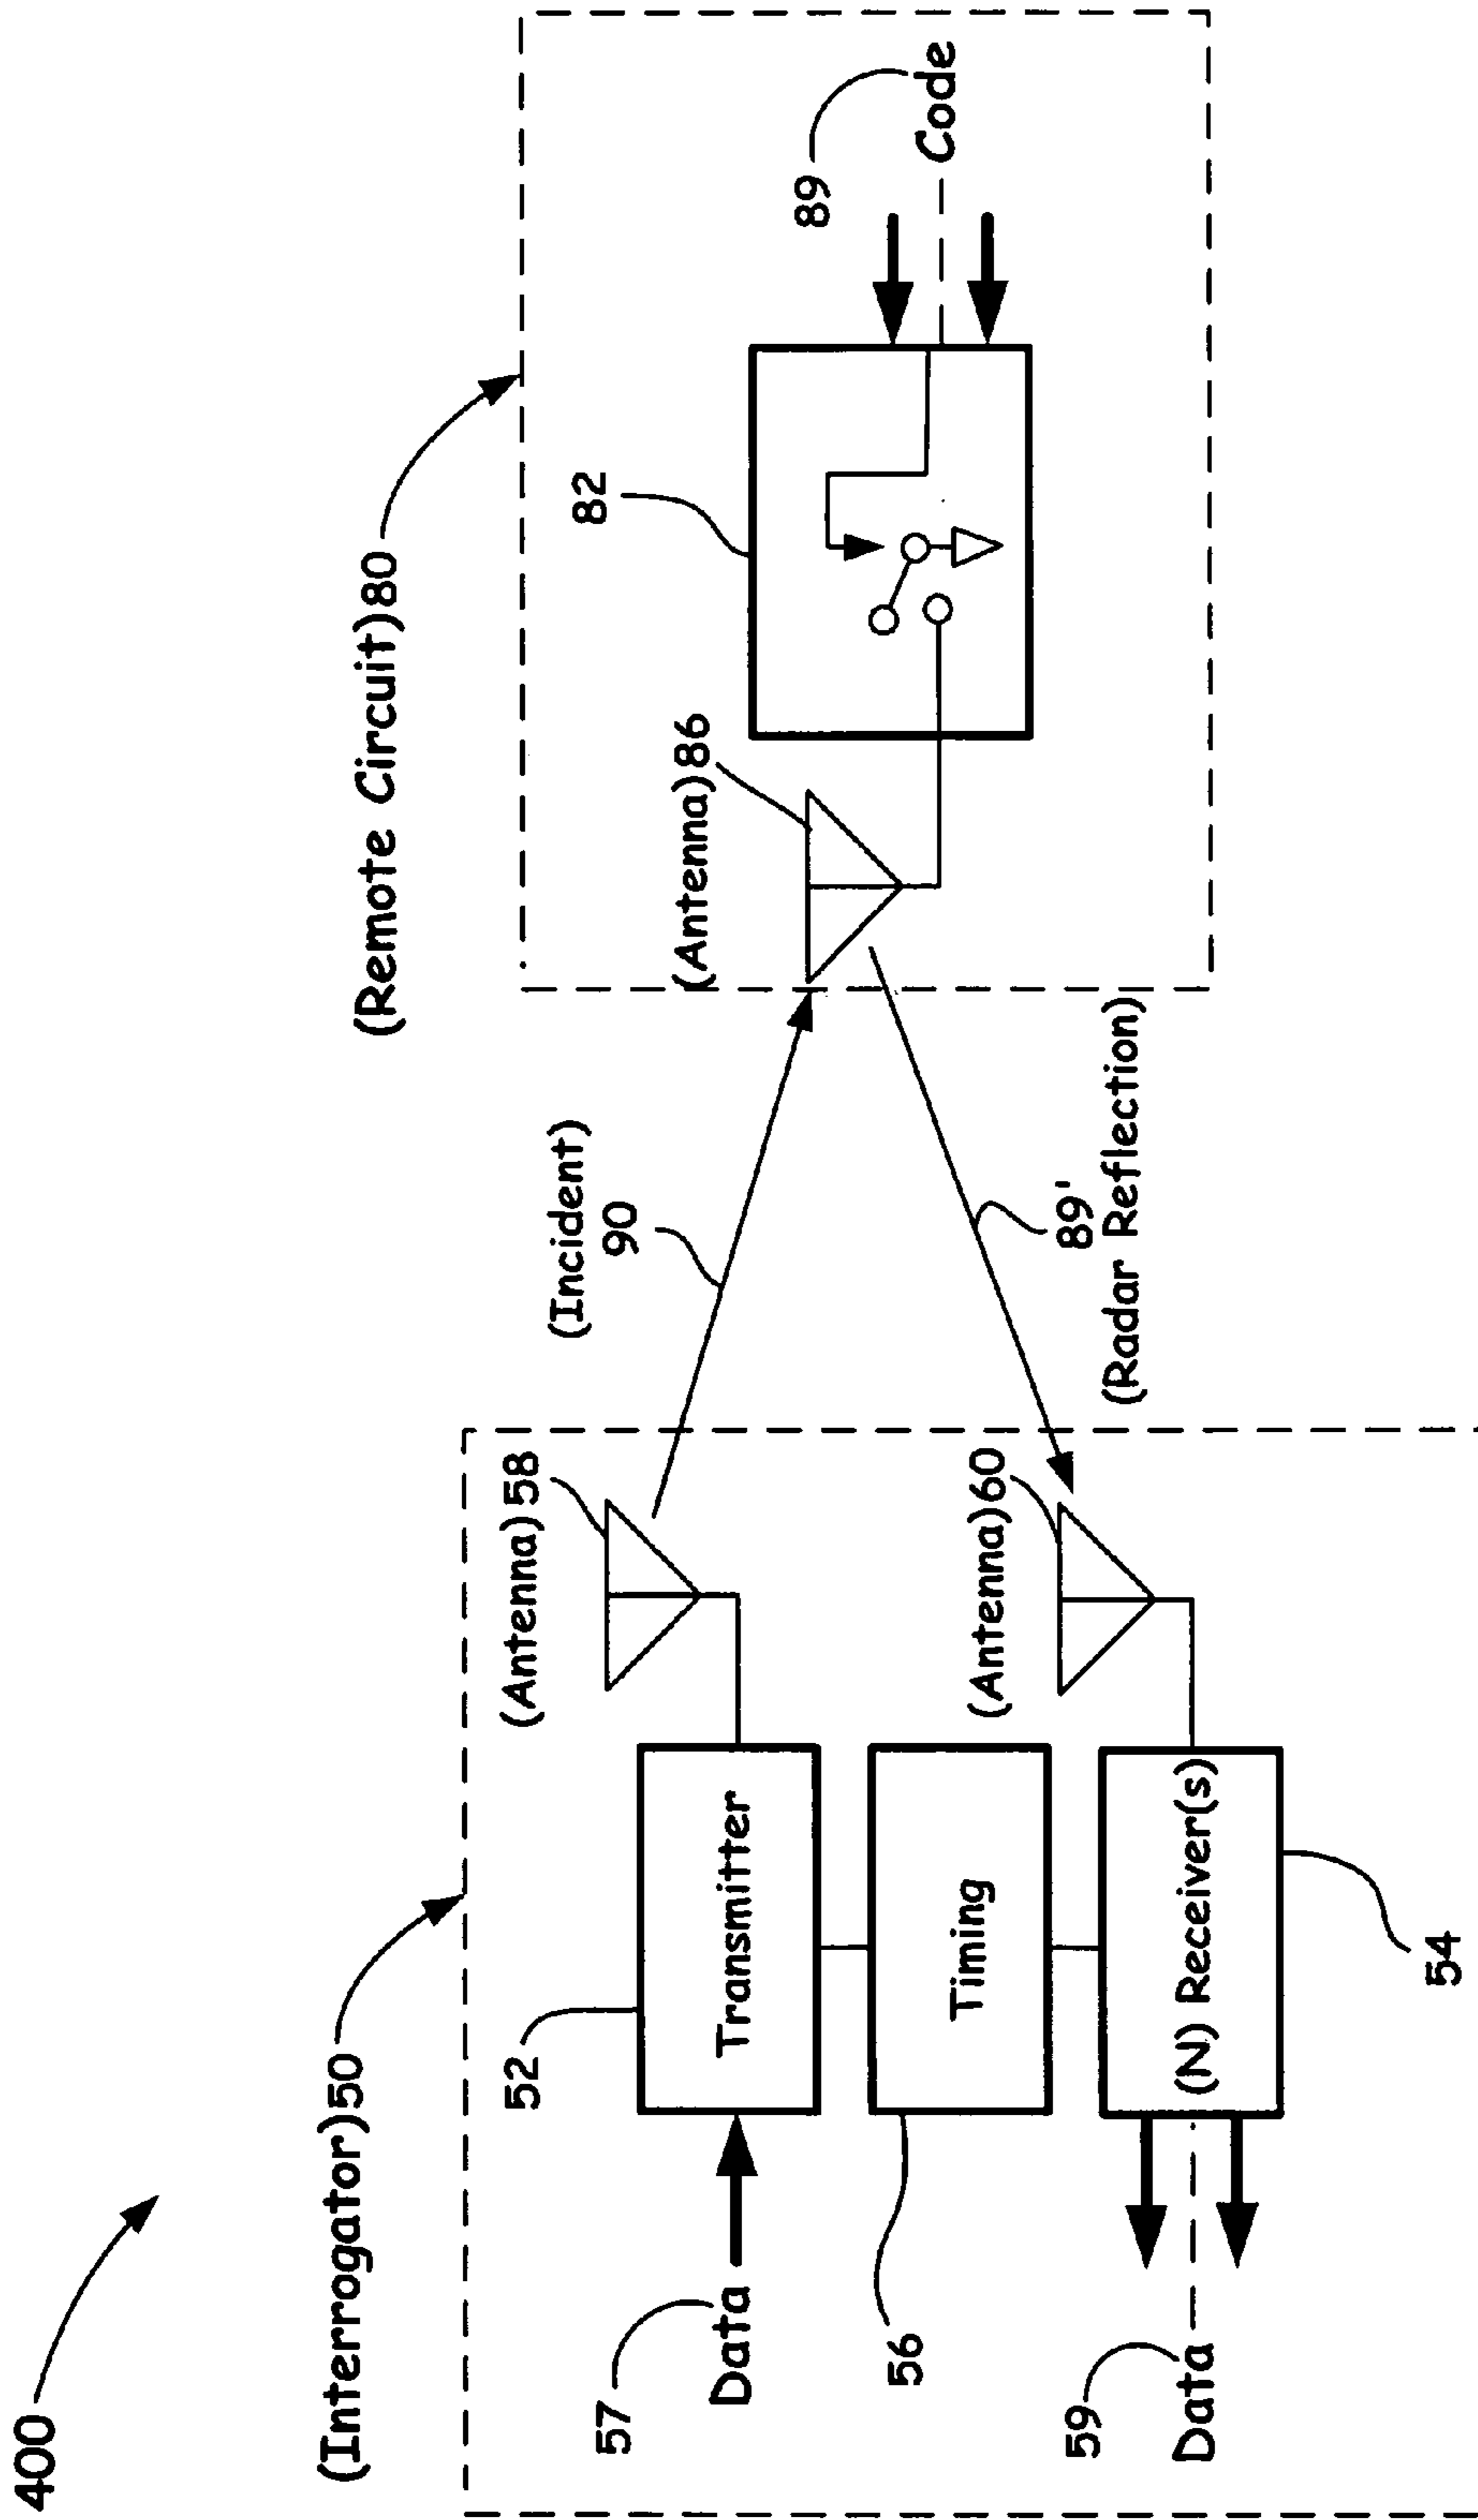 400
(Interrogator)50
(Remote Circuit)80
52
57
Data
Transmitter
(Antenna)58
56
Timing
59
Data
(N) Receiver(s)
54
(Antenna)60
(Incident)
90
89'
(Radar Reflection)
(Antenna)86
82
89
Code